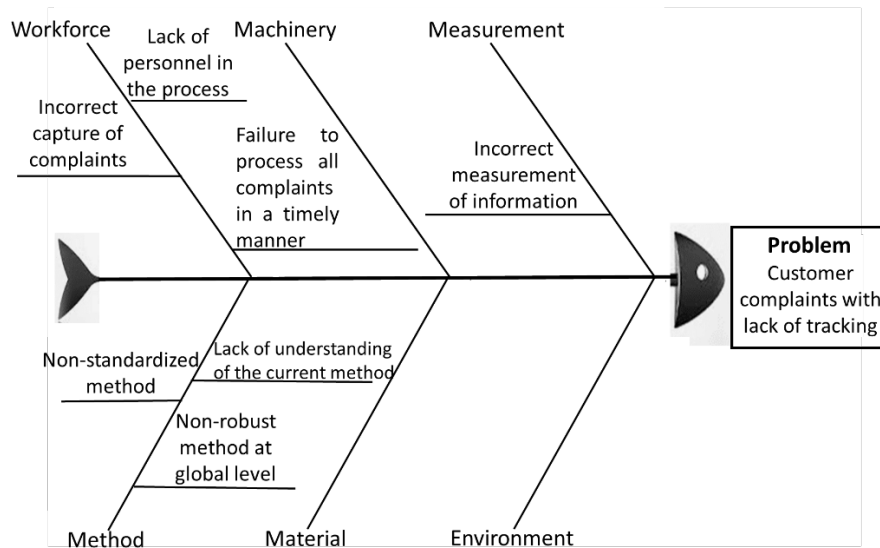 Workforce
Lack of
personnel in
the process
Incorrect
capture of
complaints
Machinery
Failure to
process all
complaints
in a timely
manner
Measurement
Incorrect
measurement
of information
Problem
Customer
complaints with
lack of tracking
Non-standardized
method
Lack of understanding
of the current method
Non-robust
method at
global level
Method
Material
Environment